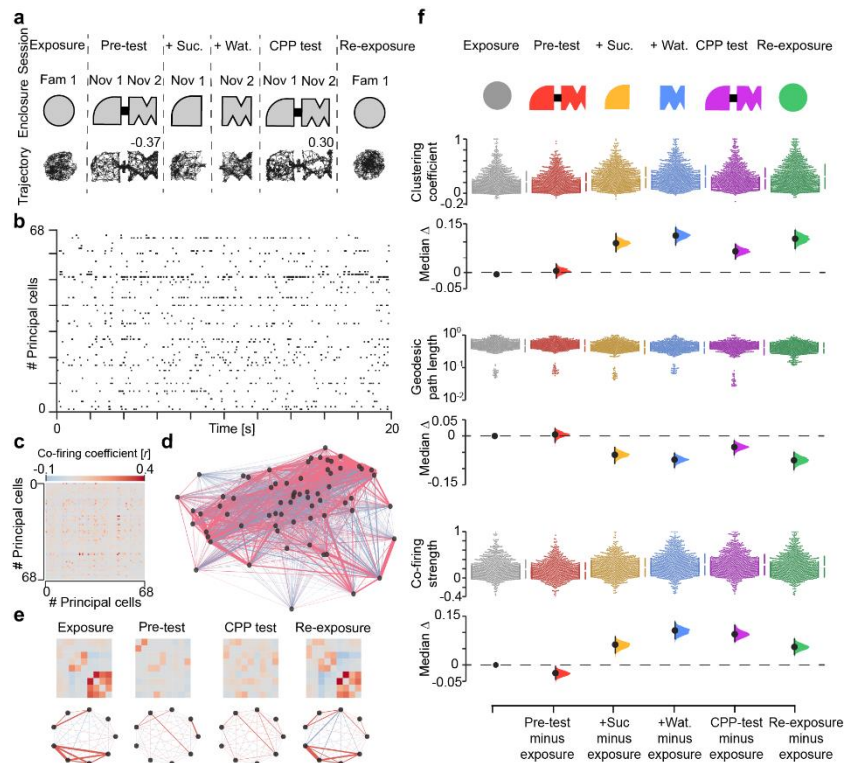 a
Exposure Pre-test + Suc. + Wat. CPP test Re-exposure
Session
Fam 1 Nov 1 Nov 2 Nov 1 Nov 2 Nov 1 Nov 2 Fam 1
Enclosure
-0.37 0.30
Trajectory
b
68
# Principal cells
0
0 Time [s] 20
c
Co-firing coefficient [r]
-0.1 0.4
0
# Principal cells
68
0 68
# Principal cells
d
e
Exposure Pre-test CPP test Re-exposure
f
Exposure Pre-test + Suc. + Wat. CPP test Re-exposure
Clustering
coefficient
1
0
-0.2
Median Δ
0.15
0
-0.05
Geodesic
path length
10⁰
10⁻¹
10⁻²
Median Δ
0.05
0
-0.15
Co-firing
strength
1
0
-0.4
Median Δ
0.15
0
-0.05
Pre-test +Suc +Wat. CPP-test Re-exposure
minus minus minus minus minus
exposure exposure exposure exposure exposure